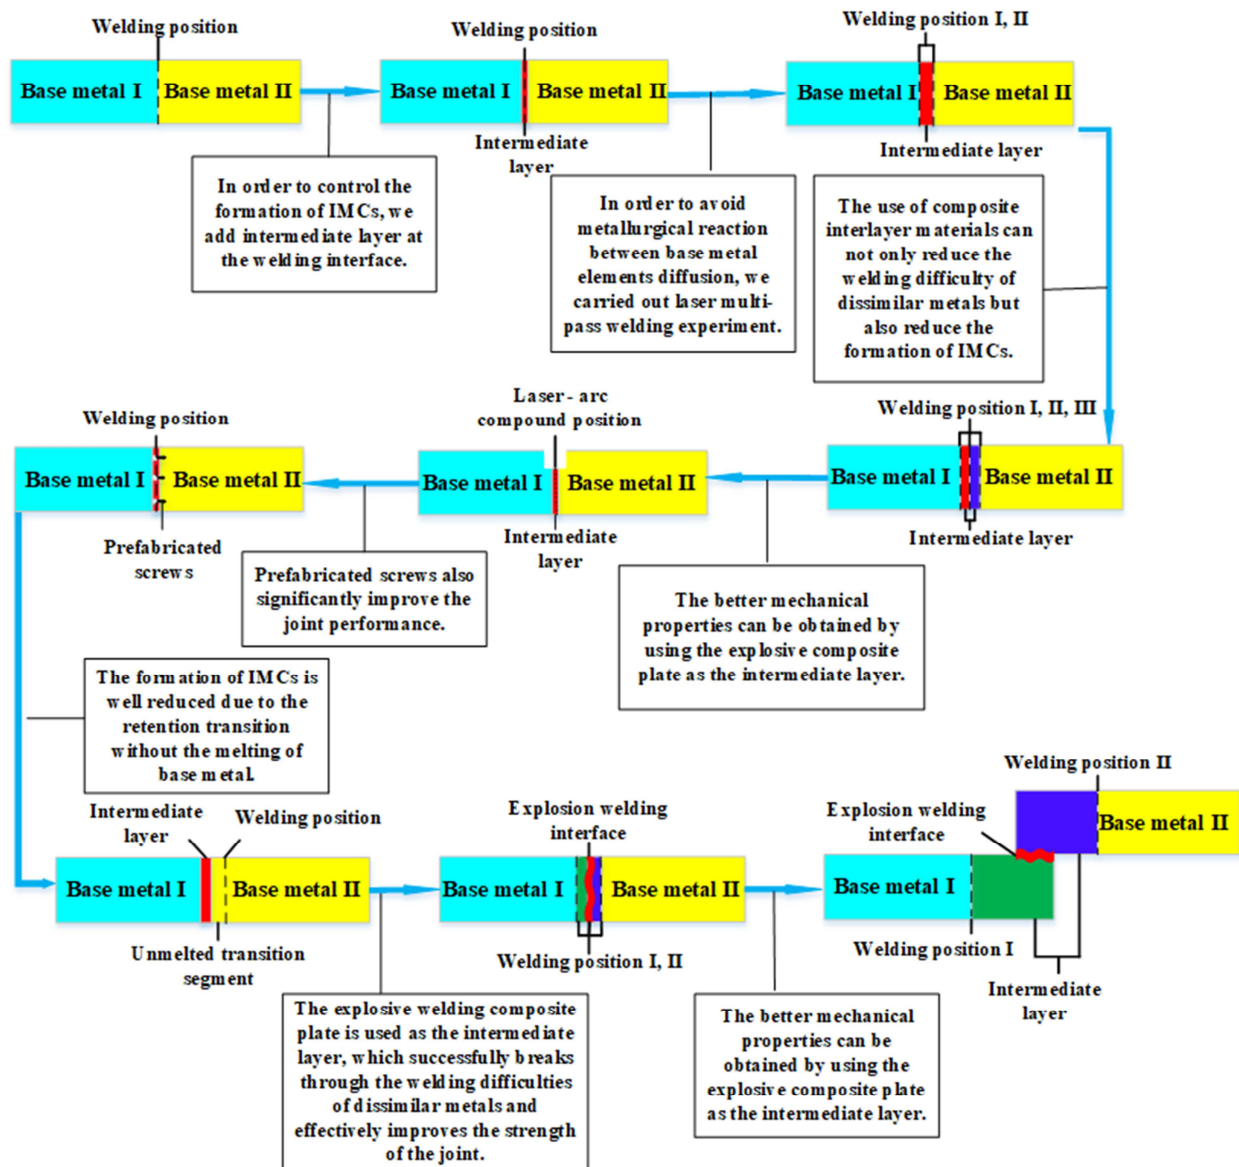 Welding position
Base metal I
Base metal II
Welding position
Base metal I
Base metal II
Intermediate
layer
Welding position I, II
Base metal I
Base metal II
Intermediate layer
In order to control the
formation of IMCs, we
add intermediate layer at
the welding interface.
In order to avoid
metallurgical reaction
between base metal
elements diffusion, we
carried out laser multi-
pass welding experiment.
The use of composite
interlayer materials can
not only reduce the
welding difficulty of
dissimilar metals but
also reduce the
formation of IMCs.
Welding position I, II, III
Base metal I
Base metal II
Intermediate layer
Laser- arc
compound position
Base metal I
Base metal II
Intermediate
layer
Welding position
Base metal I
Base metal II
Prefabricated
screws
The better mechanical
properties can be obtained by
using the explosive composite
plate as the intermediate layer.
Prefabricated screws also
significantly improve the
joint performance.
The formation of IMCs is
well reduced due to the
retention transition
without the melting of
base metal.
Intermediate
layer
Welding position
Base metal I
Base metal II
Unmelted transition
segment
Explosion welding
interface
Base metal I
Base metal II
Welding position I, II
Welding position II
Explosion welding
interface
Base metal II
Base metal I
Welding position I
Intermediate
layer
The explosive welding composite
plate is used as the intermediate
layer, which successfully breaks
through the welding difficulties
of dissimilar metals and
effectively improves the strength
of the joint.
The better mechanical
properties can be
obtained by using the
explosive composite plate
as the intermediate layer.